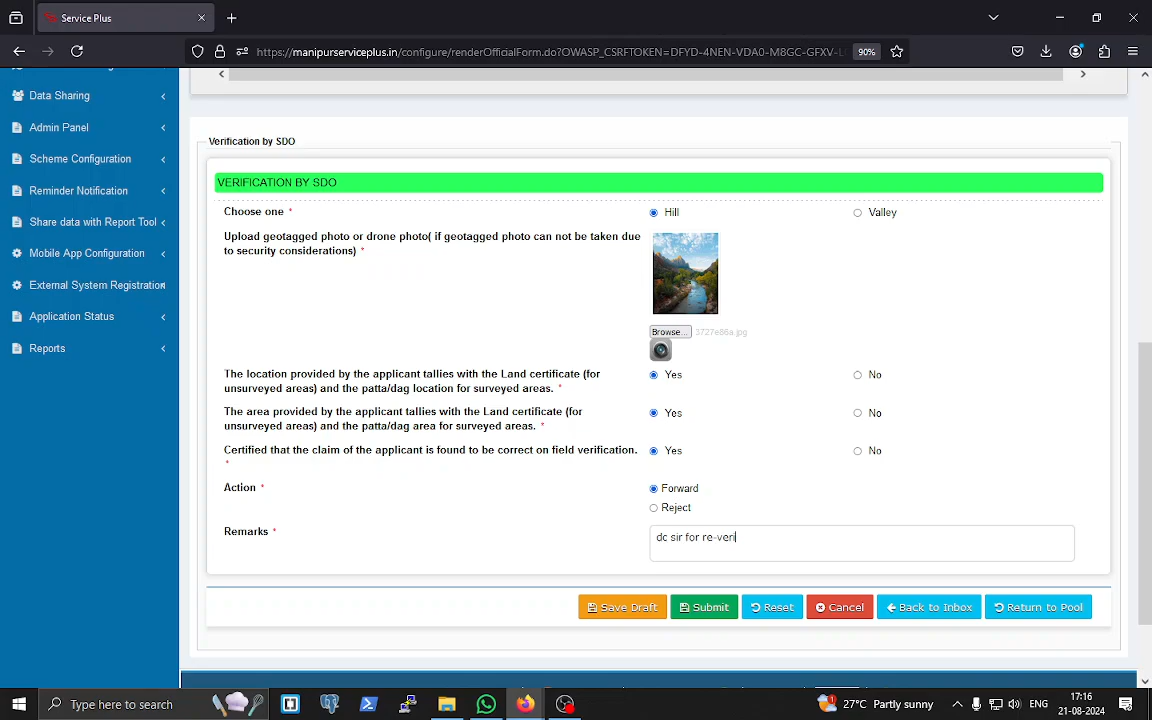 Service Plus
https://manipurserviceplus.in/configure/renderOfficialForm.do?OWASP_CSRFTOKEN=DFYD-4NEN-VDA0-M8GC-GFXV-L
90%
Data Sharing
Admin Panel
Scheme Configuration
Reminder Notification
Share data with Report Tool
Mobile App Configuration
External System Registration
Application Status
Reports
Verification by SDO
VERIFICATION BY SDO
Choose one *
Hill
Valley
Upload geotagged photo or drone photo( if geotagged photo can not be taken due
to security considerations) *
Browse... 3727e86a.jpg
The location provided by the applicant tallies with the Land certificate (for
unsurveyed areas) and the patta/dag location for surveyed areas. *
Yes
No
The area provided by the applicant tallies with the Land certificate (for
unsurveyed areas) and the patta/dag area for surveyed areas. *
Yes
No
Certified that the claim of the applicant is found to be correct on field verification.
*
Yes
No
Action *
Forward
Reject
Remarks *
dc sir for re-veri
Save Draft
Submit
Reset
Cancel
Back to Inbox
Return to Pool
Type here to search
27°C Partly sunny
ENG
17:16
21-08-2024